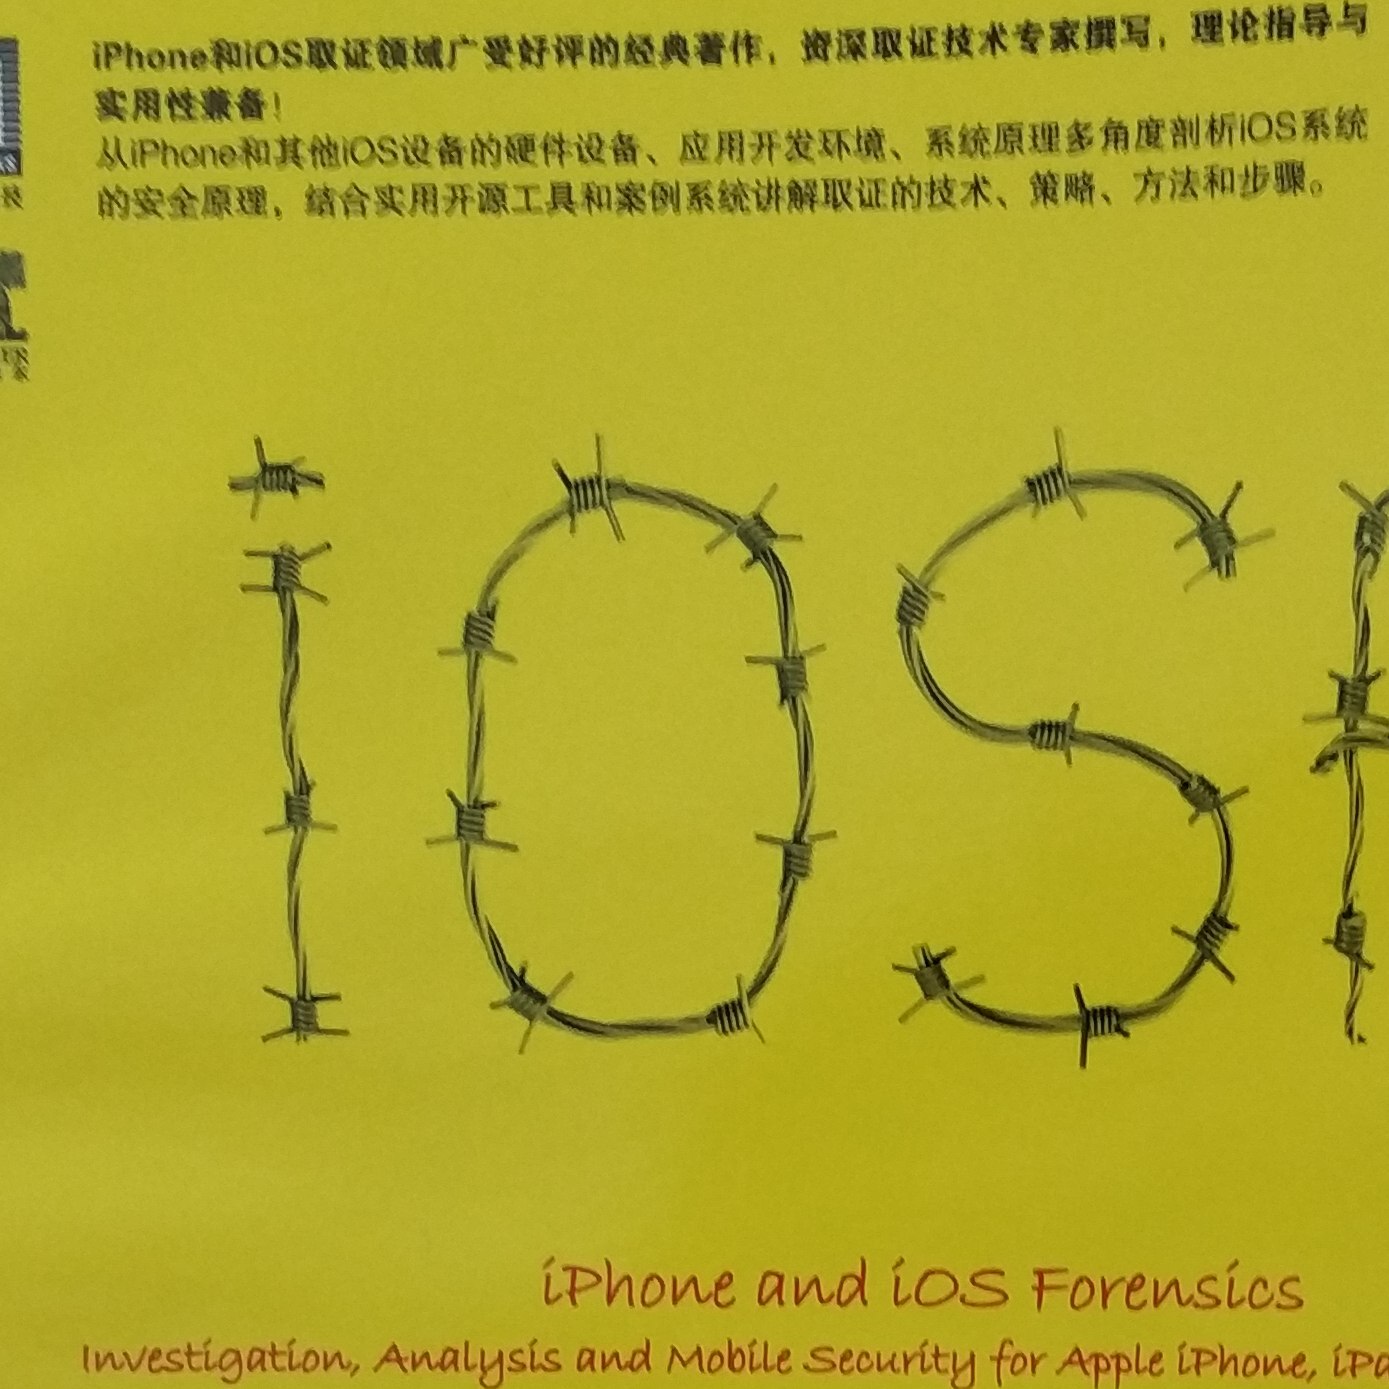 iPhone和iOS取证领域广受好评的经典著作，资深取证技术专家撰写，理论指导与
实用性兼备！
从iPhone和其他iOS设备的硬件设备、应用开发环境、系统原理多角度剖析iOS系统
的安全原理，结合实用开源工具和案例系统讲解取证的技术、策略、方法和步骤。
iOS
iPhone and iOS Forensics
Investigation, Analysis and Mobile Security for Apple iPhone,